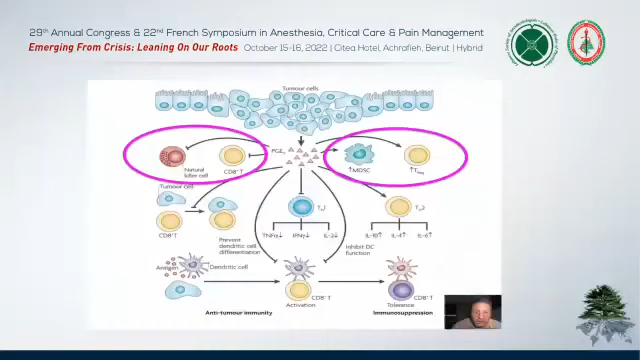 29th Annual Congress & 22nd French Symposium in Anesthesia, Critical Care & Pain Management
Emerging From Crisis: Leaning On Our Roots October 15-16, 2022 | Citea Hotel, Achrafieh, Beirut | Hybrid
Tumour cells
PGE₂
Natural killer cell
CD8⁺T
↑MDSC
↑Treg
Tumour Cell
CD8⁺T
Prevent dendritic cell differentiation
TH1
TNFα↓ IFNγ↓ IL-2↓
TH2
IL-10↑ IL-4↑ IL-6↑
Inhibit DC function
Antigen
Dendritic cell
CD8⁺T
Activation
CD8⁺T
Tolerance
Anti-tumour immunity
Immunosuppression